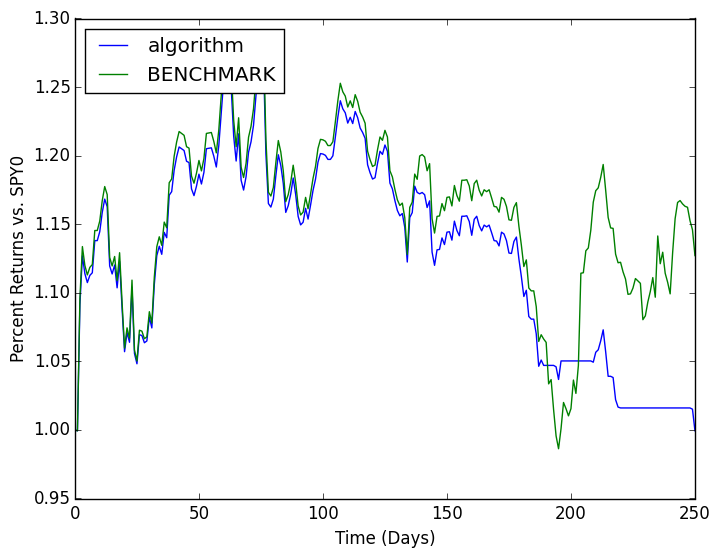 1.30
1.25
1.20
1.15
1.10
1.05
1.00
0.95
Percent Returns vs. SPY0
algorithm
BENCHMARK
0 50 100 150 200 250
Time (Days)